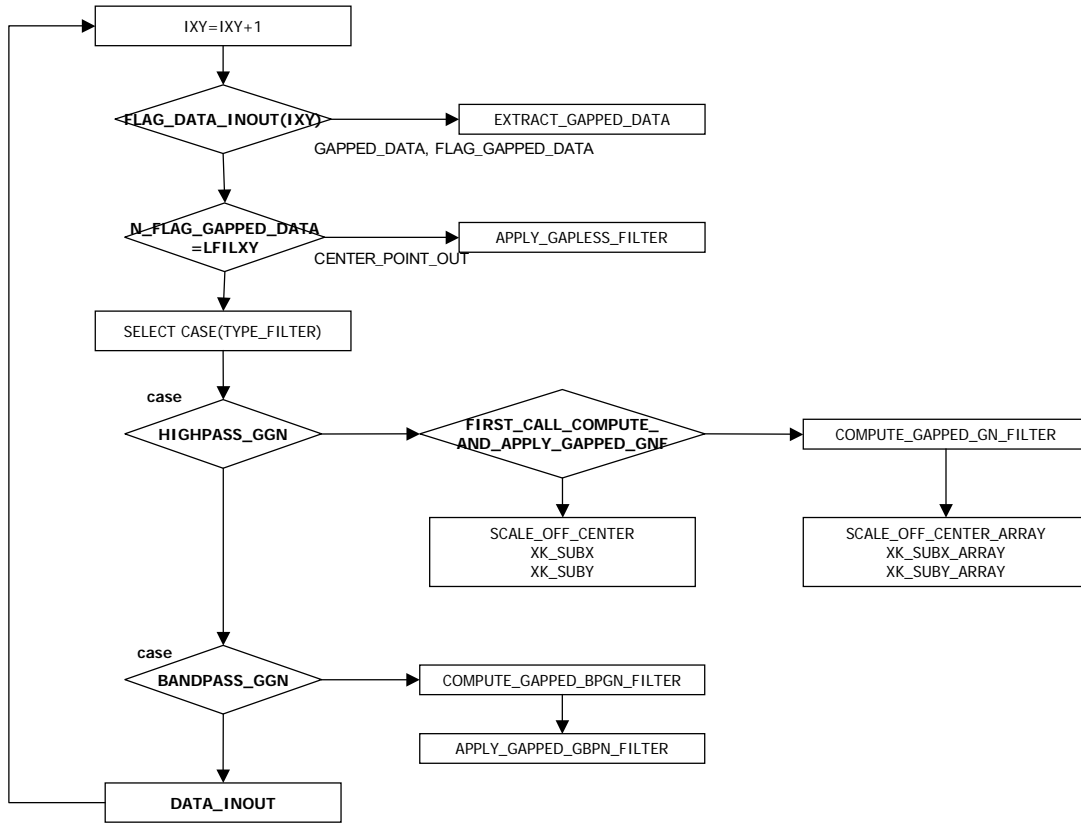 IXY=IXY+1
FLAG_DATA_INOUT(IXY)
EXTRACT_GAPPED_DATA
GAPPED_DATA, FLAG_GAPPED_DATA
N_FLAG_GAPPED_DATA
=LFILXY
APPLY_GAPLESS_FILTER
CENTER_POINT_OUT
SELECT CASE(TYPE_FILTER)
case
HIGHPASS_GGN
FIRST_CALL_COMPUTE_
AND_APPLY_GAPPED_GNF
COMPUTE_GAPPED_GN_FILTER
SCALE_OFF_CENTER
XK_SUBX
XK_SUBY
SCALE_OFF_CENTER_ARRAY
XK_SUBX_ARRAY
XK_SUBY_ARRAY
case
BANDPASS_GGN
COMPUTE_GAPPED_BPGN_FILTER
APPLY_GAPPED_GBPN_FILTER
DATA_INOUT